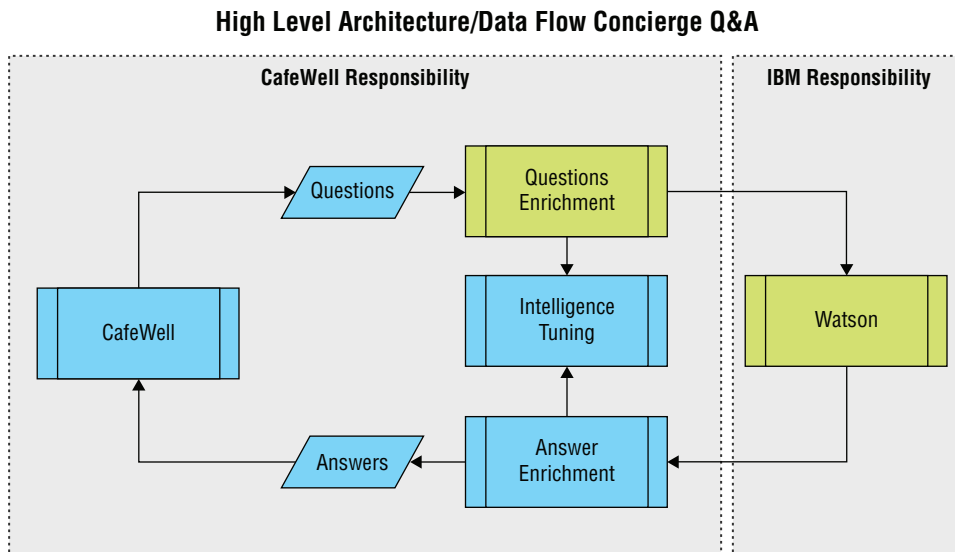 High Level Architecture/Data Flow Concierge Q&A
CafeWell Responsibility
IBM Responsibility
Questions
Questions
Enrichment
CafeWell
Intelligence
Tuning
Watson
Answers
Answer
Enrichment